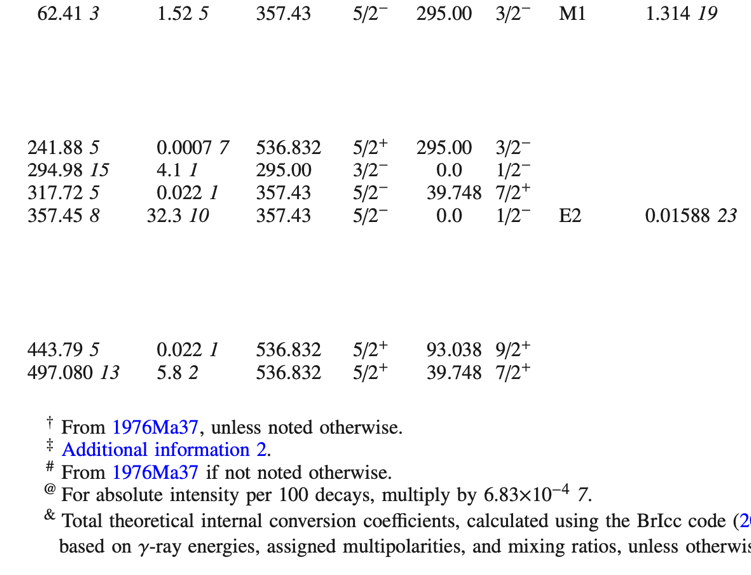 62.41 3 1.52 5 357.43 5/2⁻ 295.00 3/2⁻ M1 1.314 19
241.88 5 0.0007 7 536.832 5/2⁺ 295.00 3/2⁻
294.98 15 4.1 1 295.00 3/2⁻ 0.0 1/2⁻
317.72 5 0.022 1 357.43 5/2⁻ 39.748 7/2⁺
357.45 8 32.3 10 357.43 5/2⁻ 0.0 1/2⁻ E2 0.01588 23
443.79 5 0.022 1 536.832 5/2⁺ 93.038 9/2⁺
497.080 13 5.8 2 536.832 5/2⁺ 39.748 7/2⁺
† From 1976Ma37, unless noted otherwise.
‡ Additional information 2.
# From 1976Ma37 if not noted otherwise.
@ For absolute intensity per 100 decays, multiply by 6.83×10⁻⁴ 7.
& Total theoretical internal conversion coefficients, calculated using the BrIcc code (
based on γ-ray energies, assigned multipolarities, and mixing ratios, unless